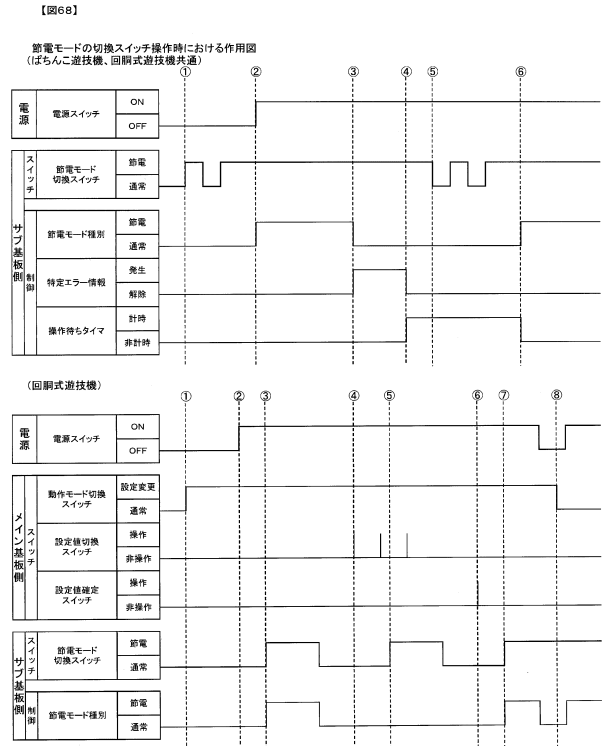 【図68】
節電モードの切換スイッチ操作時における作用図
(ぱちんこ遊技機、回胴式遊技機共通)
① ② ③ ④ ⑤ ⑥
電源
電源スイッチ
ON
OFF
サブ基板側
スイッチ
節電モード
切換スイッチ
節電
通常
制御
節電モード種別
節電
通常
特定エラー情報
発生
解除
操作待ちタイマ
計時
非計時
(回胴式遊技機)
① ② ③ ④ ⑤ ⑥ ⑦ ⑧
電源
電源スイッチ
ON
OFF
メイン基板側
スイッチ
動作モード切換
スイッチ
設定変更
通常
設定値切換
スイッチ
操作
非操作
設定値確定
スイッチ
操作
非操作
サブ基板側
スイッチ
節電モード
切換スイッチ
節電
通常
制御
節電モード種別
節電
通常